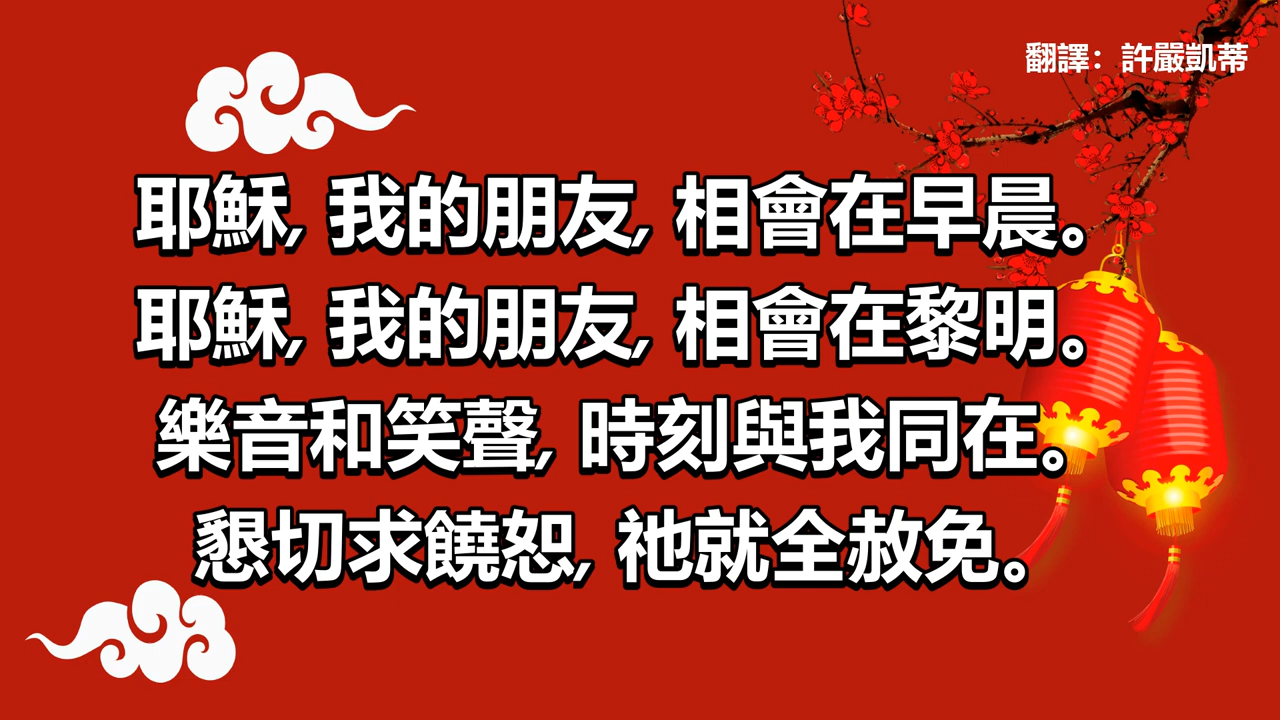 翻譯：許嚴凱蒂
耶穌, 我的朋友, 相會在早晨。
耶穌, 我的朋友, 相會在黎明。
樂音和笑聲, 時刻與我同在。
懇切求饒恕, 祂就全赦免。